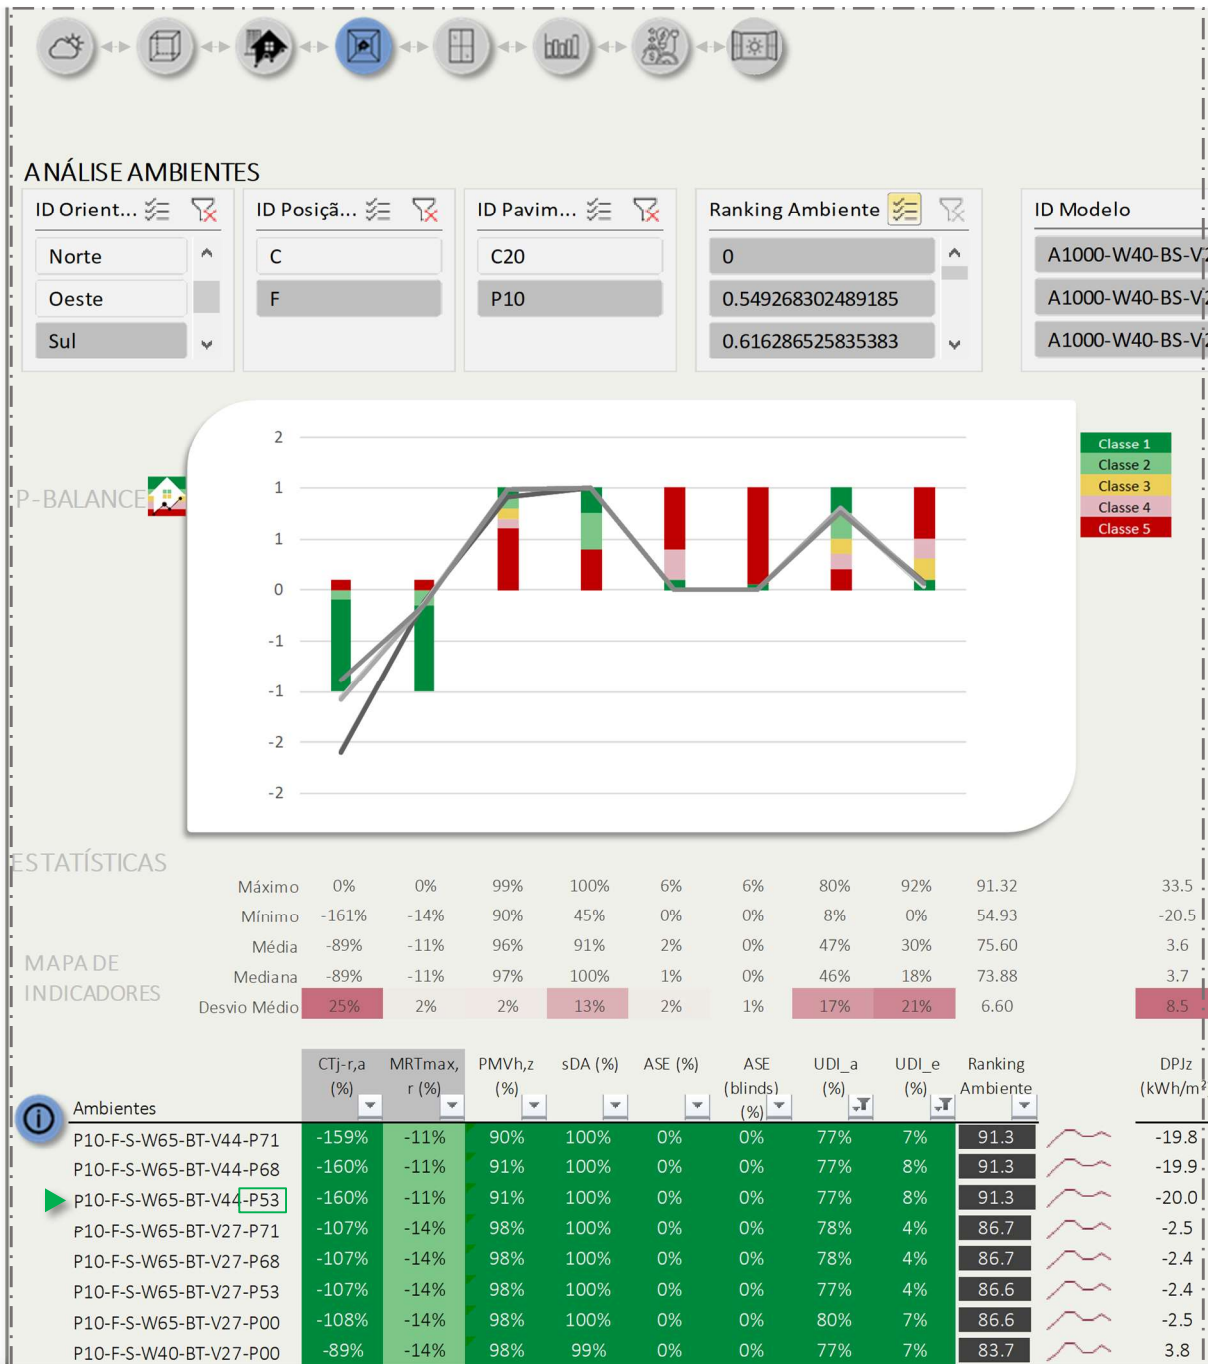 ANÁLISE AMBIENTES
ID Orient... ID Posiçã... ID Pavim... Ranking Ambiente ID Modelo
Norte C C20 0 A1000-W40-BS-V2
Oeste F P10 0.549268302489185 A1000-W40-BS-V2
Sul 0.616286525835383 A1000-W40-BS-V2
P-BALANCE
2
1
1
0
-1
-1
-2
-2
Classe 1
Classe 2
Classe 3
Classe 4
Classe 5
ESTATÍSTICAS
Máximo 0% 0% 99% 100% 6% 6% 80% 92% 91.32 33.5
Mínimo -161% -14% 90% 45% 0% 0% 8% 0% 54.93 -20.5
Média -89% -11% 96% 91% 2% 0% 47% 30% 75.60 3.6
MAPA DE
INDICADORES
Mediana -89% -11% 97% 100% 1% 0% 46% 18% 73.88 3.7
Desvio Médio 25% 2% 2% 13% 2% 1% 17% 21% 6.60 8.5
Ambientes CTj-r,a (%) MRTmax,r (%) PMVh,z (%) sDA (%) ASE (%) ASE (blinds) (%) UDI_a (%) UDI_e (%) Ranking Ambiente DPJz (kWh/m²
P10-F-S-W65-BT-V44-P71 -159% -11% 90% 100% 0% 0% 77% 7% 91.3 -19.8
P10-F-S-W65-BT-V44-P68 -160% -11% 91% 100% 0% 0% 77% 8% 91.3 -19.9
P10-F-S-W65-BT-V44-P53 -160% -11% 91% 100% 0% 0% 77% 8% 91.3 -20.0
P10-F-S-W65-BT-V27-P71 -107% -14% 98% 100% 0% 0% 78% 4% 86.7 -2.5
P10-F-S-W65-BT-V27-P68 -107% -14% 98% 100% 0% 0% 78% 4% 86.7 -2.4
P10-F-S-W65-BT-V27-P53 -107% -14% 98% 100% 0% 0% 77% 4% 86.6 -2.4
P10-F-S-W65-BT-V27-P00 -108% -14% 98% 100% 0% 0% 80% 7% 86.6 -2.5
P10-F-S-W40-BT-V27-P00 -89% -14% 98% 99% 0% 0% 77% 7% 83.7 3.8